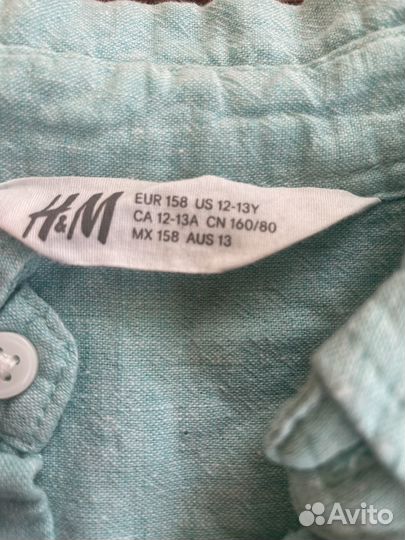 H&M
EUR 158 US 12-13Y
CA 12-13A CN 160/80
MX 158 AUS 13
Avito